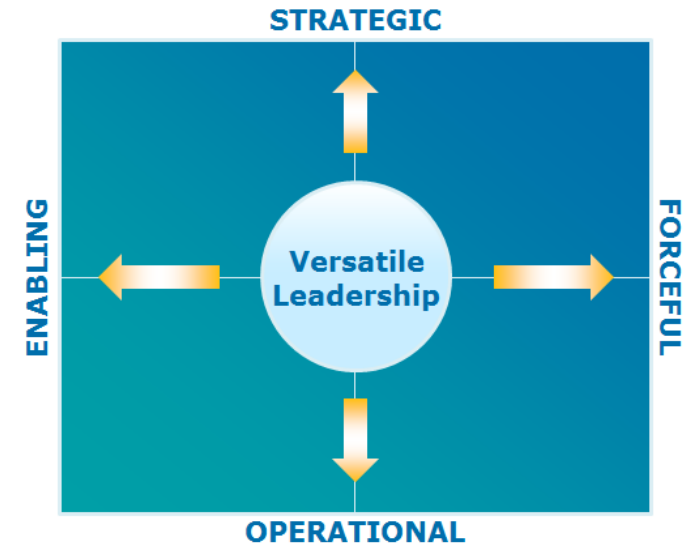 STRATEGIC
ENABLING
Versatile
Leadership
FORCEFUL
OPERATIONAL